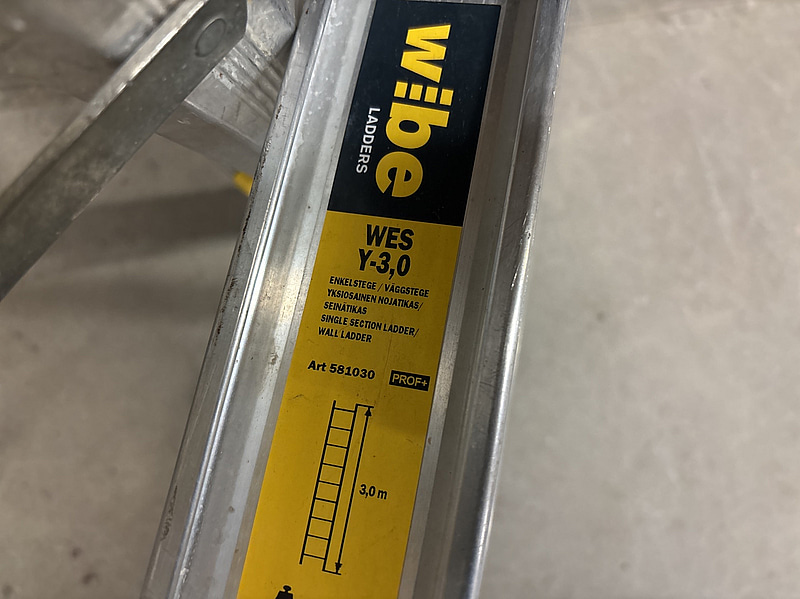 wibe
LADDERS
WES
Y-3,0
ENKELSTEGE / VÄGGSTEGE
YKSIOSAINEN NOJATIKAS/
SEINÄTIKAS
SINGLE SECTION LADDER/
WALL LADDER
Art 581030 PROF+
3,0 m